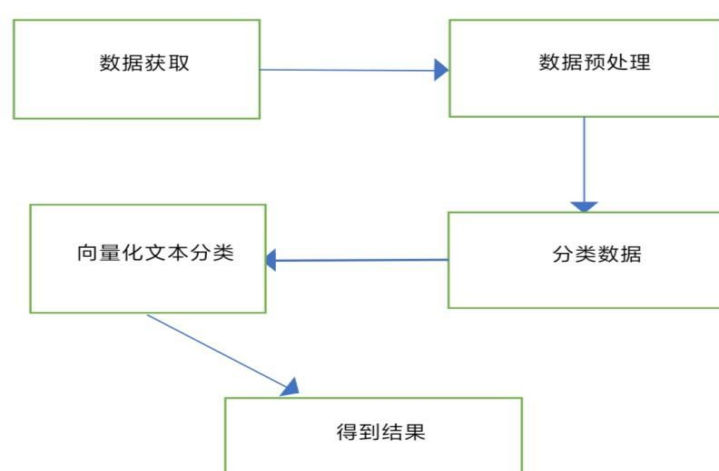 数据获取
数据预处理
分类数据
向量化文本分类
得到结果